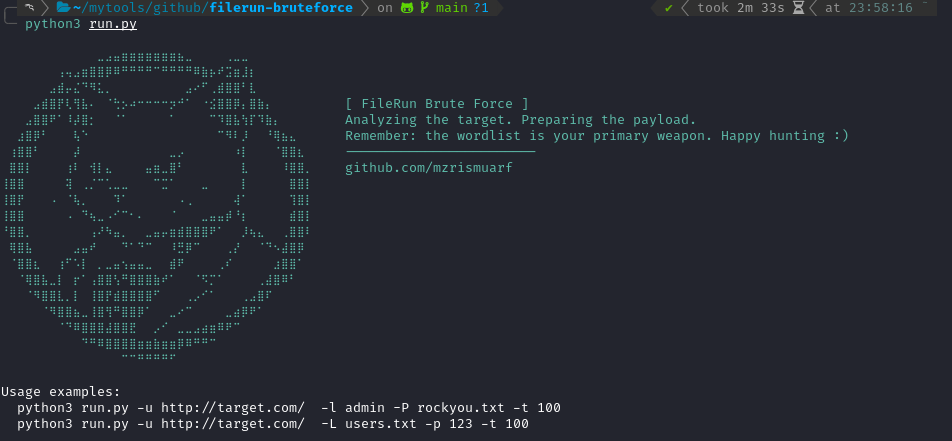 ~/mytools/github/filerun-bruteforce on main ?1 ✔ took 2m 33s at 23:58:16
python3 run.py
[ FileRun Brute Force ]
Analyzing the target. Preparing the payload.
Remember: the wordlist is your primary weapon. Happy hunting :)
github.com/mzrismuarf
Usage examples:
python3 run.py -u http://target.com/  -l admin -P rockyou.txt -t 100
python3 run.py -u http://target.com/  -L users.txt -p 123 -t 100